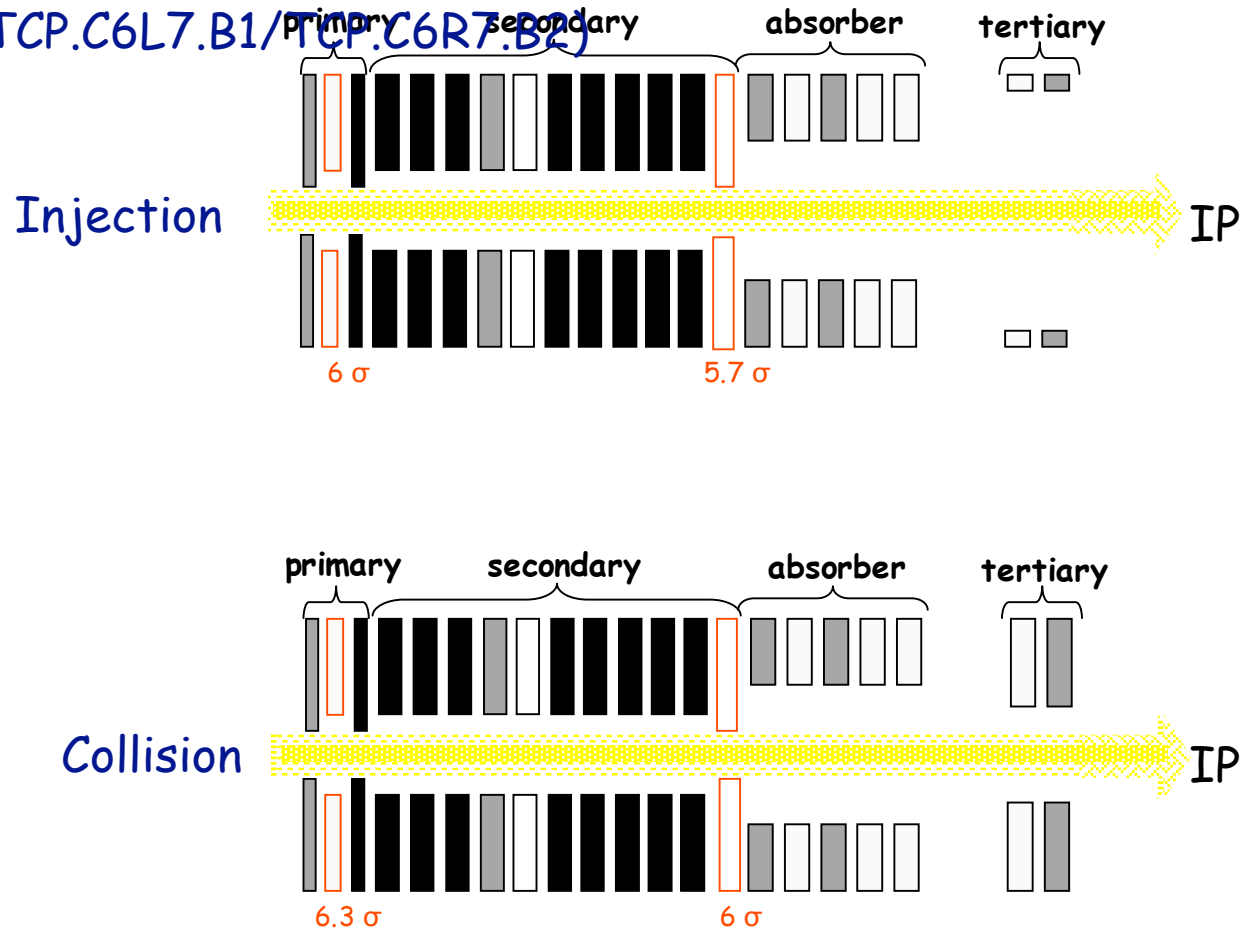 TCP.C6L7.B1/TCP.C6R7.B2)
primary secondary absorber tertiary
Injection
IP
6 σ 5.7 σ
primary secondary absorber tertiary
Collision
IP
6.3 σ 6 σ